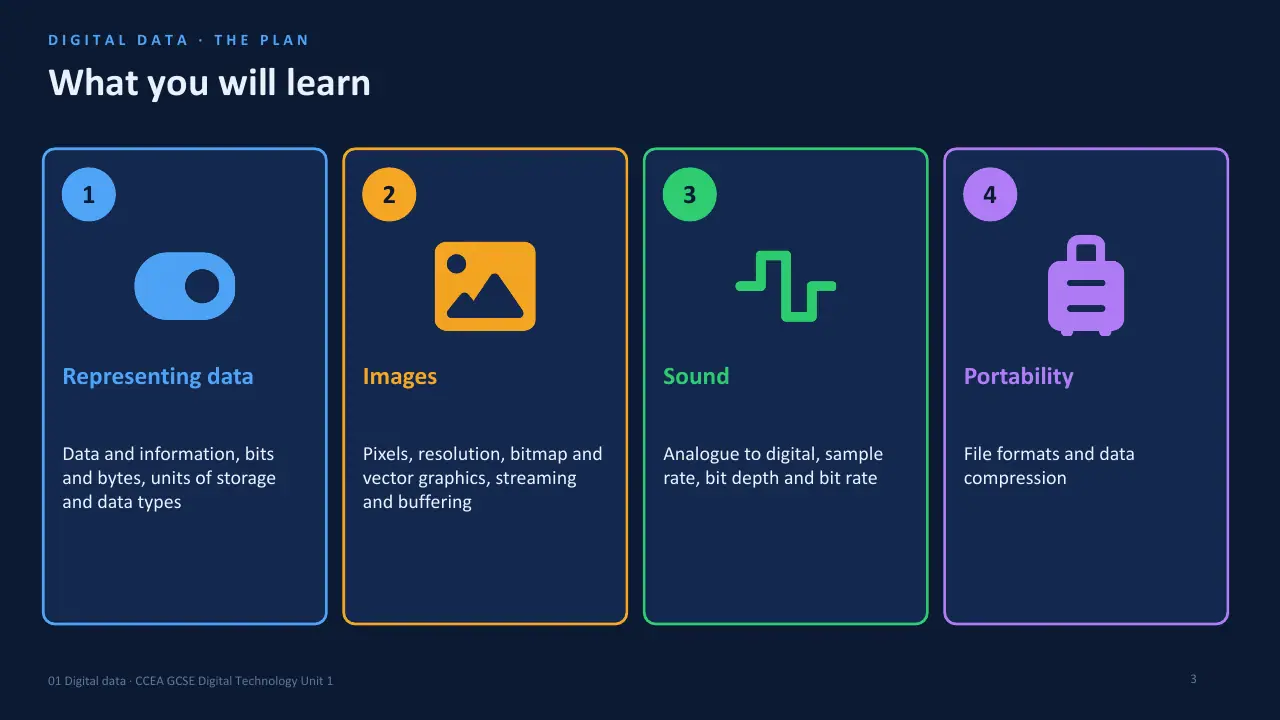 DIGITAL DATA · THE PLAN
What you will learn
1
Representing data
Data and information, bits
and bytes, units of storage
and data types
2
Images
Pixels, resolution, bitmap and
vector graphics, streaming
and buffering
3
Sound
Analogue to digital, sample
rate, bit depth and bit rate
4
Portability
File formats and data
compression
01 Digital data · CCEA GCSE Digital Technology Unit 1
3